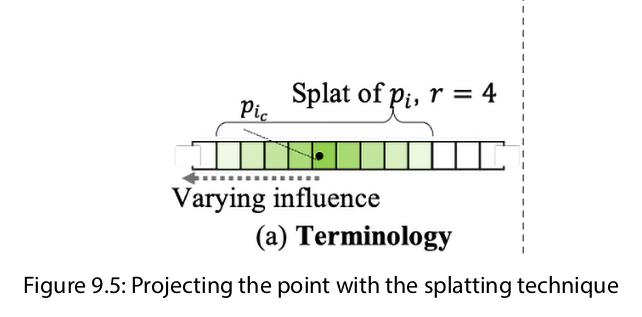 Splat of pᵢ, r = 4
p_{i_c}
Varying influence
(a) Terminology
Figure 9.5: Projecting the point with the splatting technique